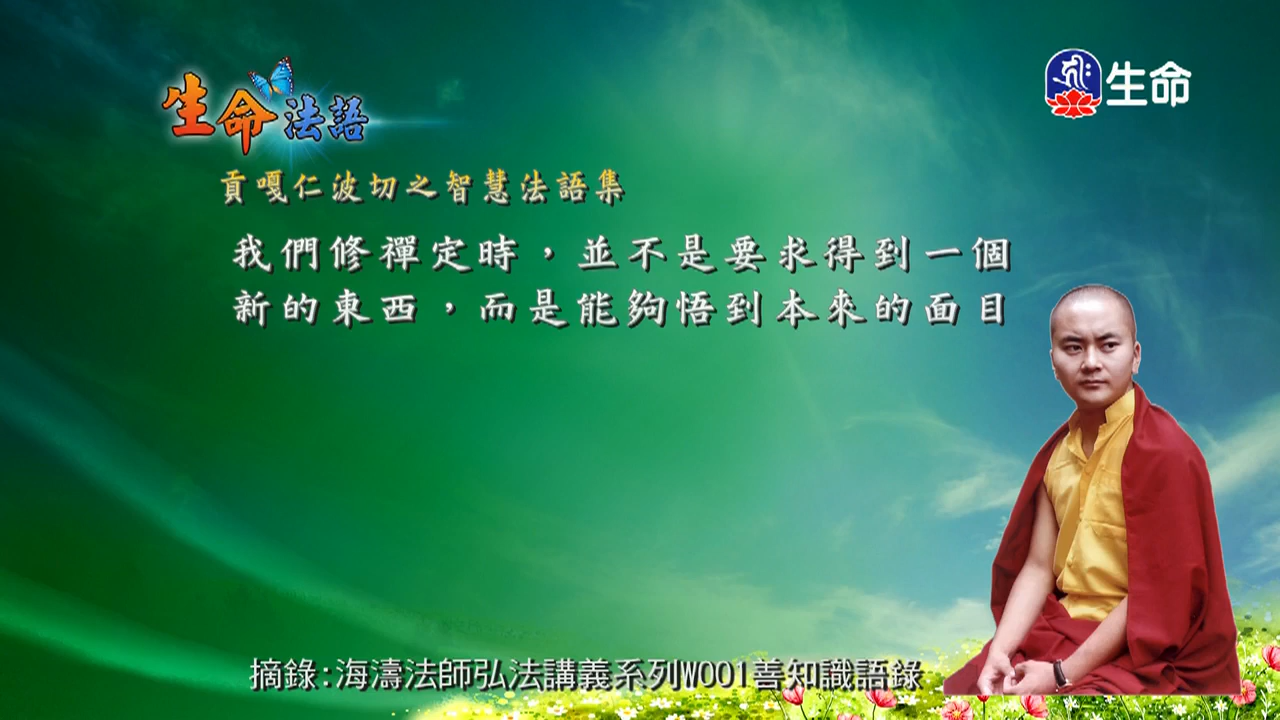 生命法語
生命
貢嘎仁波切之智慧法語集
我們修禪定時，並不是要求得到一個
新的東西，而是能夠悟到本來的面目
摘錄:海濤法師弘法講義系列W001善知識語錄